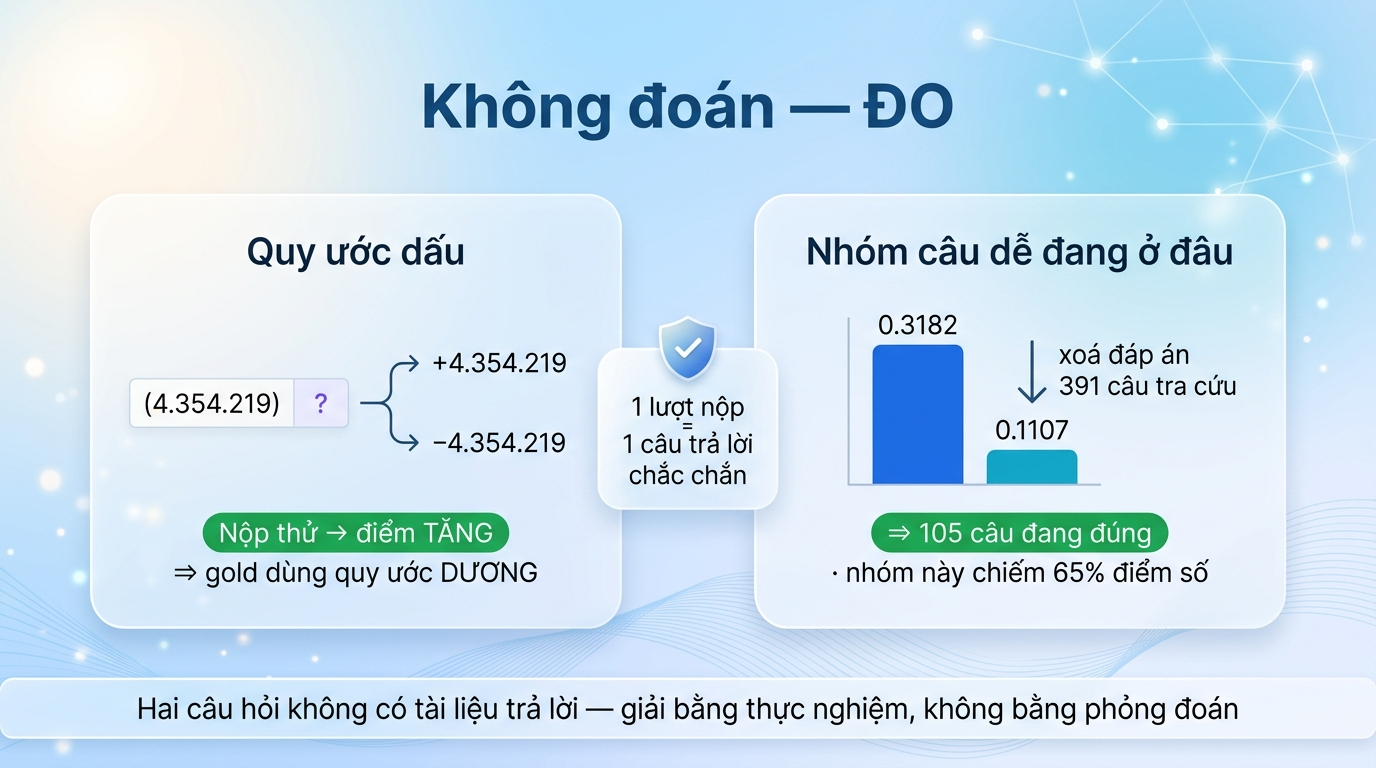 Không đoán — ĐO
Quy ước dấu
(4.354.219) ?
+4.354.219
−4.354.219
Nộp thử → điểm TĂNG
⇒ gold dùng quy ước DƯƠNG
1 lượt nộp
=
1 câu trả lời
chắc chắn
Nhóm câu dễ đang ở đâu
0.3182
xoá đáp án
391 câu tra cứu
0.1107
⇒ 105 câu đang đúng
· nhóm này chiếm 65% điểm số
Hai câu hỏi không có tài liệu trả lời — giải bằng thực nghiệm, không bằng phỏng đoán